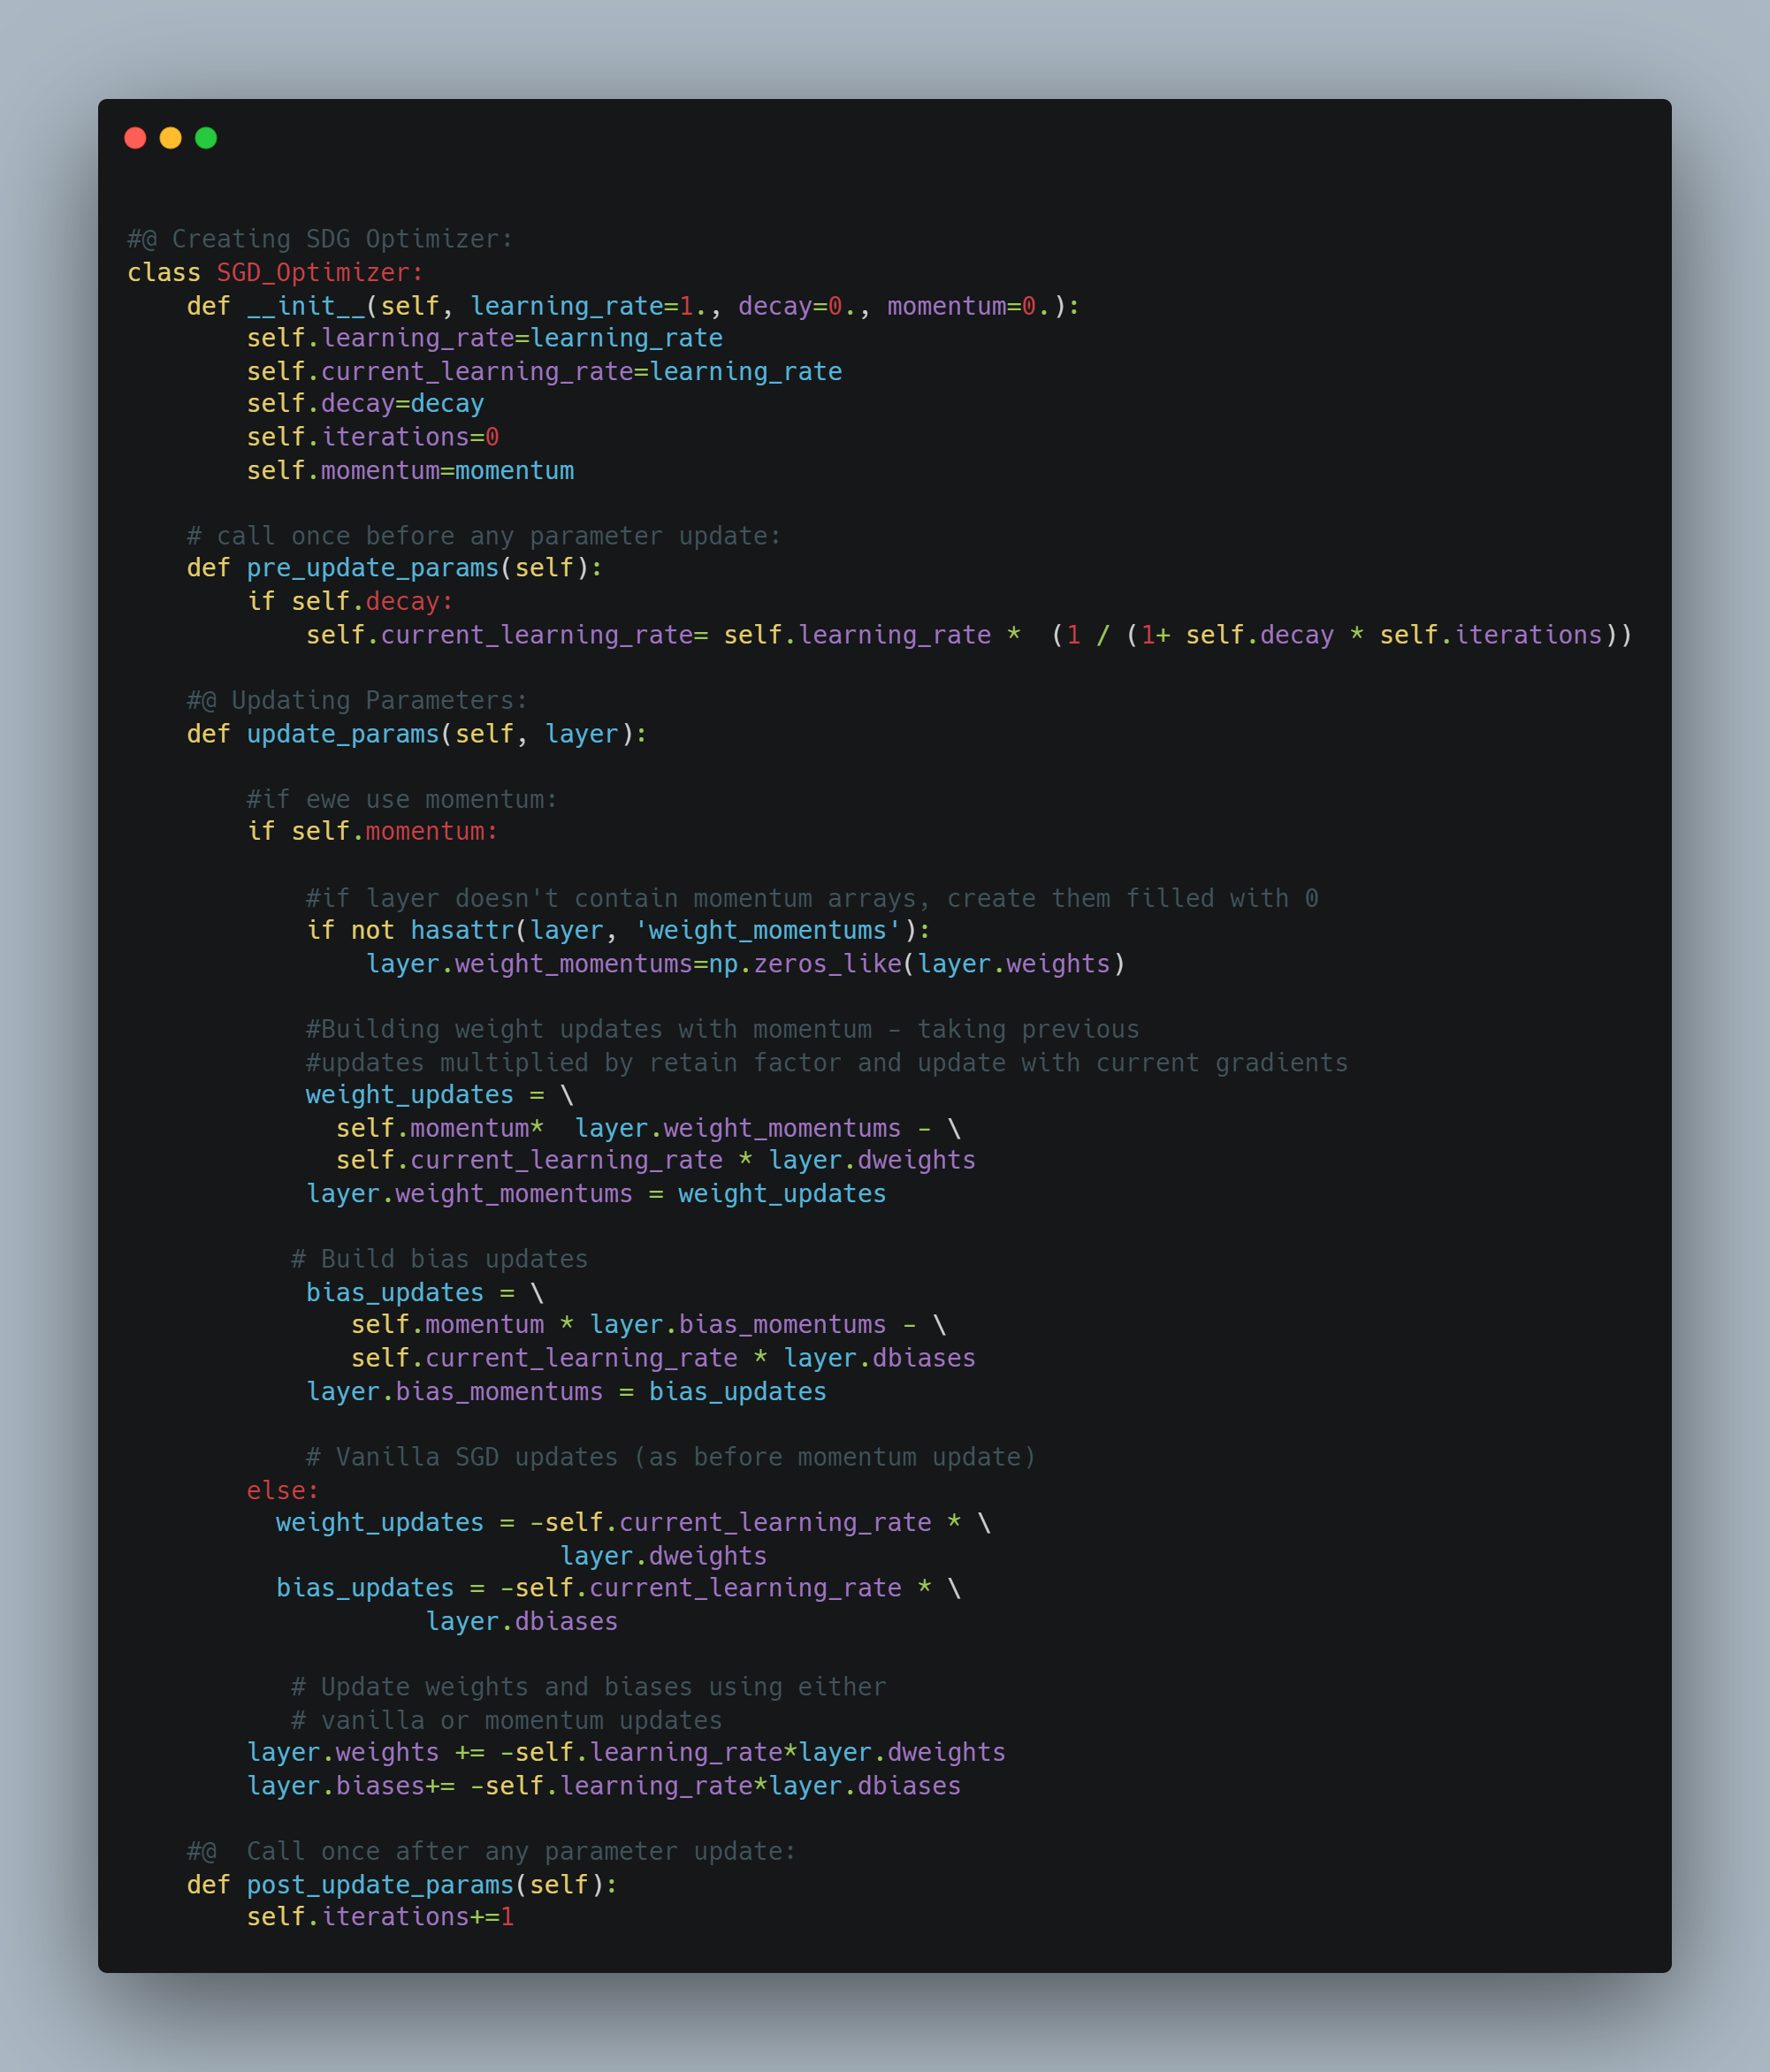 #@ Creating SDG Optimizer:
class SGD_Optimizer:
    def __init__(self, learning_rate=1., decay=0., momentum=0.):
        self.learning_rate=learning_rate
        self.current_learning_rate=learning_rate
        self.decay=decay
        self.iterations=0
        self.momentum=momentum

    # call once before any parameter update:
    def pre_update_params(self):
        if self.decay:
            self.current_learning_rate= self.learning_rate *  (1 / (1+ self.decay * self.iterations))

    #@ Updating Parameters:
    def update_params(self, layer):

        #if ewe use momentum:
        if self.momentum:

            #if layer doesn't contain momentum arrays, create them filled with 0
            if not hasattr(layer, 'weight_momentums'):
                layer.weight_momentums=np.zeros_like(layer.weights)

            #Building weight updates with momentum - taking previous
            #updates multiplied by retain factor and update with current gradients
            weight_updates = \
              self.momentum*  layer.weight_momentums - \
              self.current_learning_rate * layer.dweights
            layer.weight_momentums = weight_updates

           # Build bias updates
            bias_updates = \
               self.momentum * layer.bias_momentums - \
               self.current_learning_rate * layer.dbiases
            layer.bias_momentums = bias_updates

            # Vanilla SGD updates (as before momentum update)
        else:
          weight_updates = -self.current_learning_rate * \
                             layer.dweights
          bias_updates = -self.current_learning_rate * \
                    layer.dbiases

           # Update weights and biases using either
           # vanilla or momentum updates
        layer.weights += -self.learning_rate*layer.dweights
        layer.biases+= -self.learning_rate*layer.dbiases

    #@  Call once after any parameter update:
    def post_update_params(self):
        self.iterations+=1